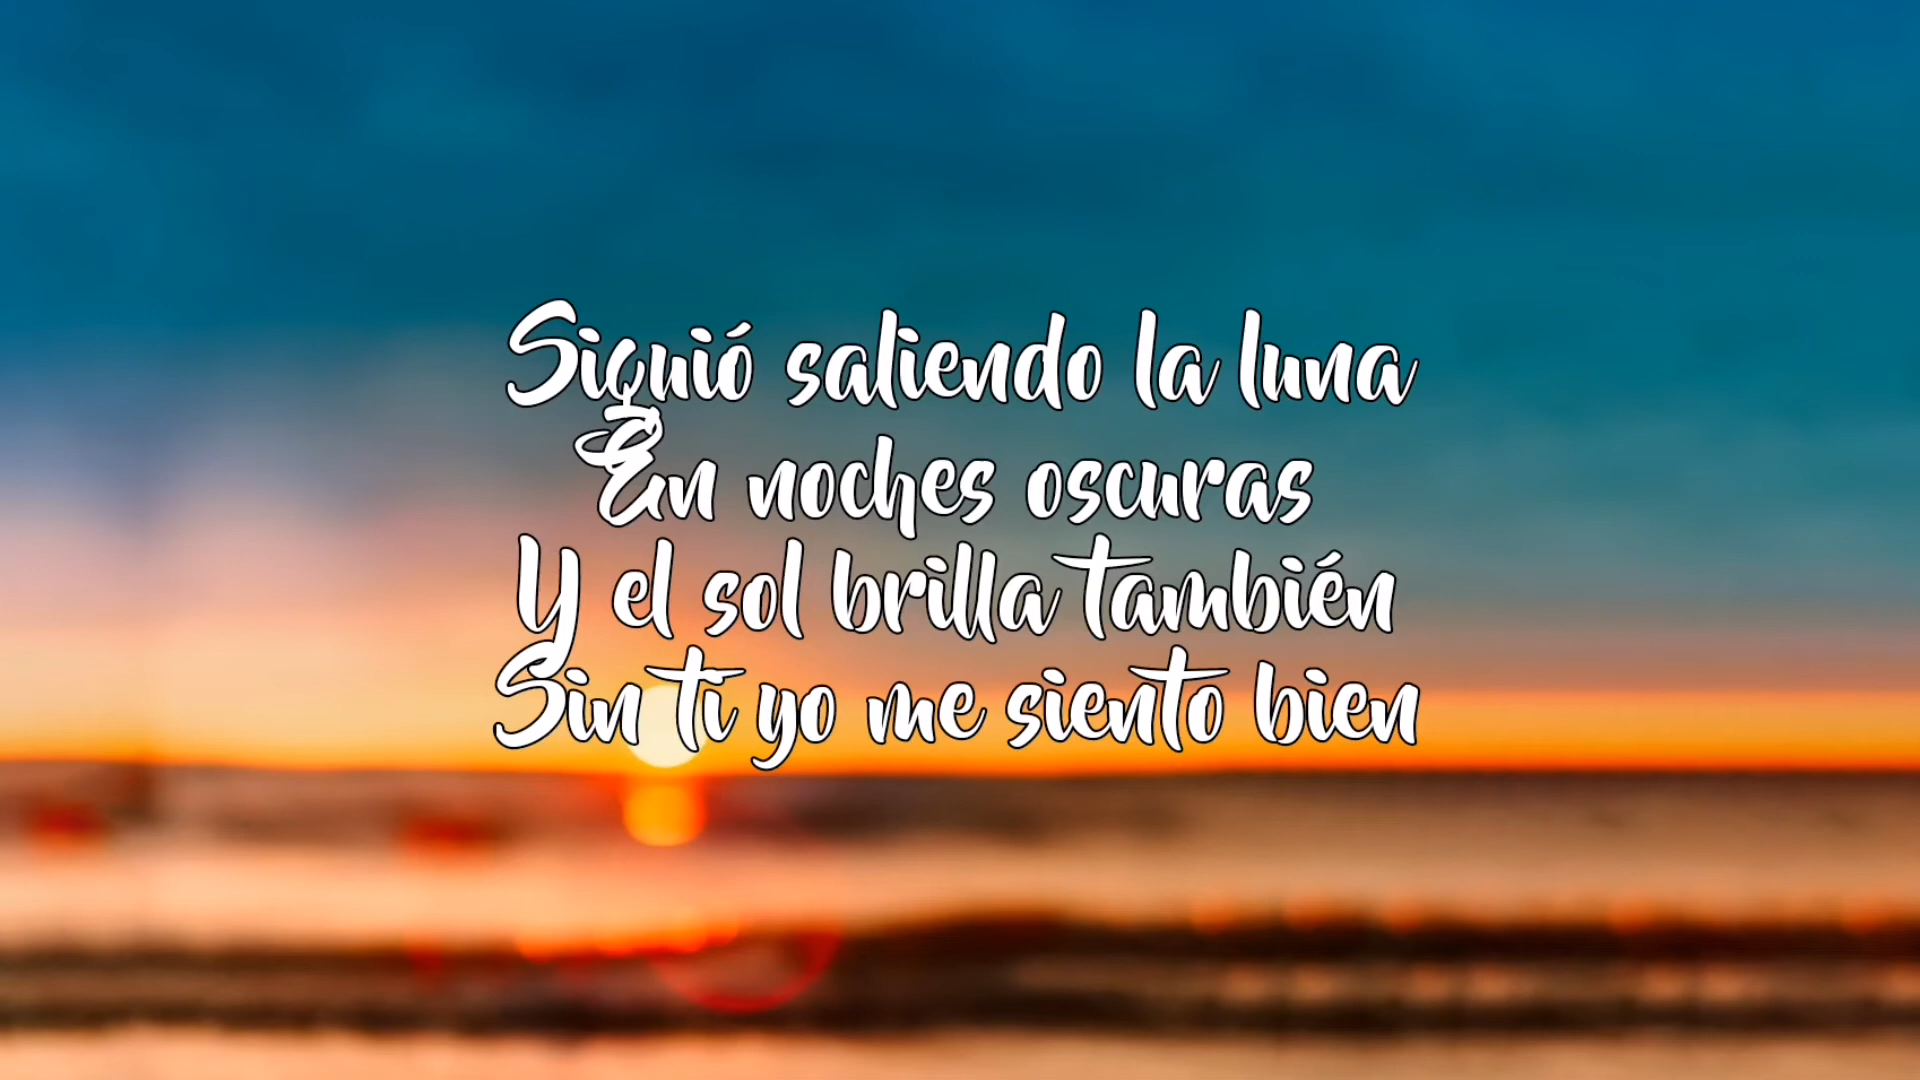 Siguió saliendo la luna
En noches oscuras
Y el sol brilla también
Sin ti yo me siento bien